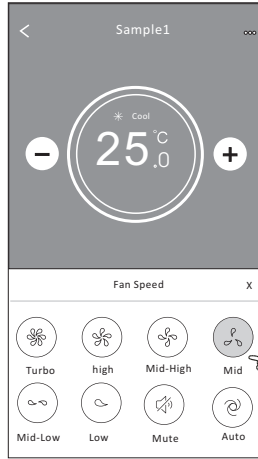 Sample1
Cool
25.0°C
Fan Speed X
Turbo high Mid-High Mid
Mid-Low Low Mute Auto